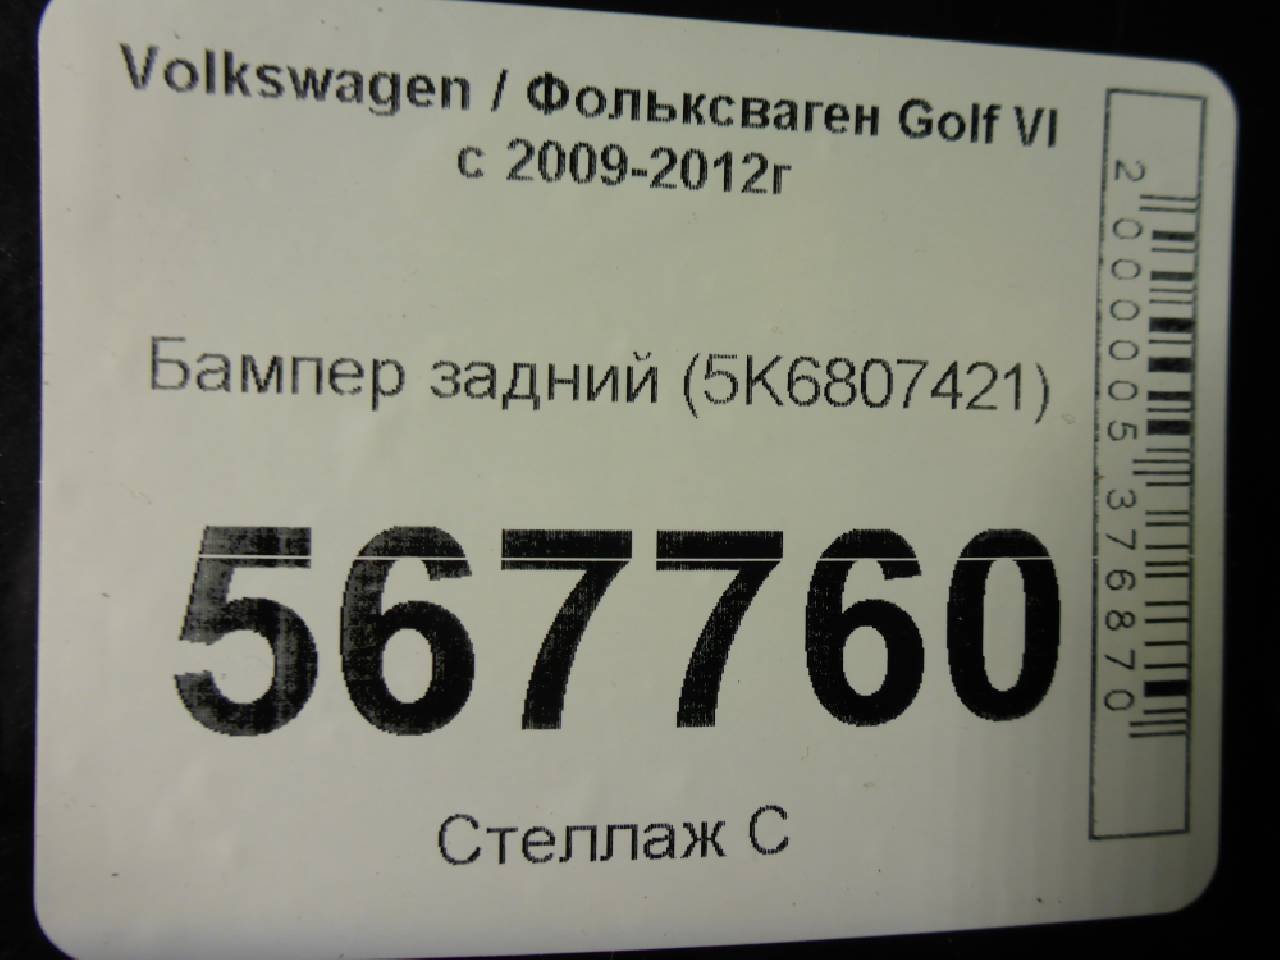 Volkswagen / Фольксваген Golf VI
с 2009-2012г
Бампер задний (5K6807421)
567760
Стеллаж С
2000005376870